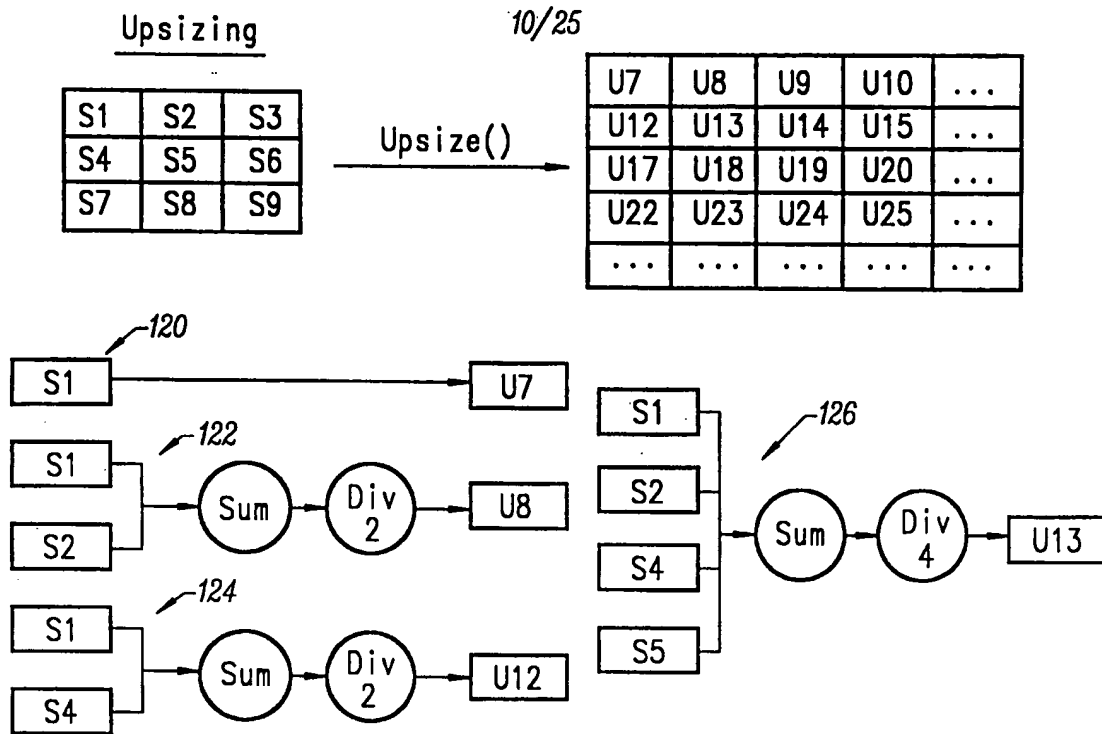 Upsizing
10/25
S1 S2 S3
S4 S5 S6
S7 S8 S9
Upsize()
U7 U8 U9 U10 ...
U12 U13 U14 U15 ...
U17 U18 U19 U20 ...
U22 U23 U24 U25 ...
... ... ... ... ...
120
S1 U7
122
S1
S2
Sum
Div 2
U8
124
S1
S4
Sum
Div 2
U12
126
S1
S2
S4
S5
Sum
Div 4
U13